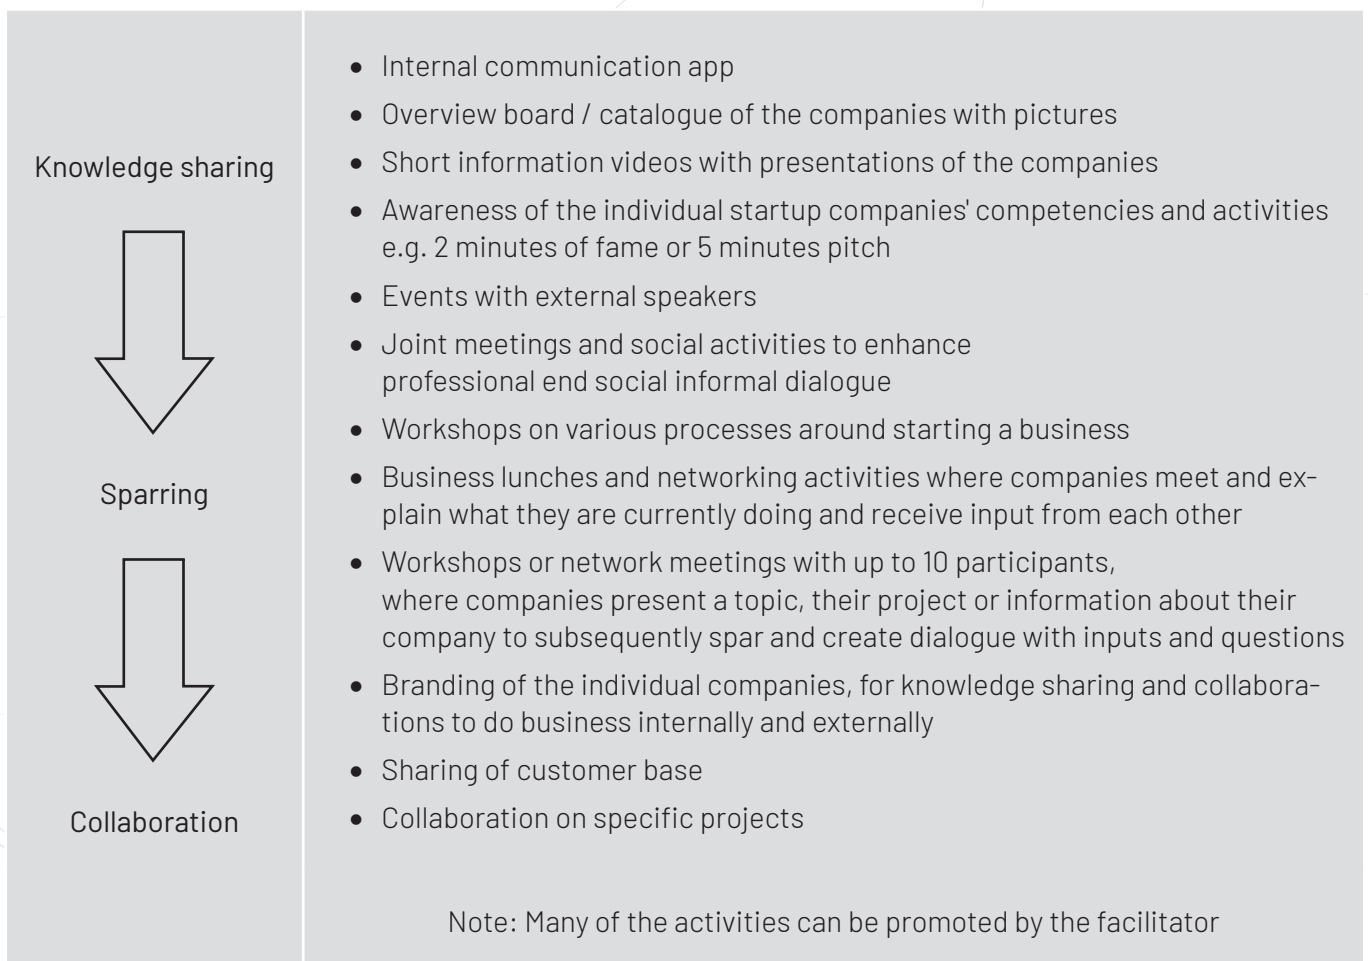 Knowledge sharing
Sparring
Collaboration
• Internal communication app
• Overview board / catalogue of the companies with pictures
• Short information videos with presentations of the companies
• Awareness of the individual startup companies' competencies and activities
e.g. 2 minutes of fame or 5 minutes pitch
• Events with external speakers
• Joint meetings and social activities to enhance
professional end social informal dialogue
• Workshops on various processes around starting a business
• Business lunches and networking activities where companies meet and ex-
plain what they are currently doing and receive input from each other
• Workshops or network meetings with up to 10 participants,
where companies present a topic, their project or information about their
company to subsequently spar and create dialogue with inputs and questions
• Branding of the individual companies, for knowledge sharing and collabora-
tions to do business internally and externally
• Sharing of customer base
• Collaboration on specific projects
Note: Many of the activities can be promoted by the facilitator